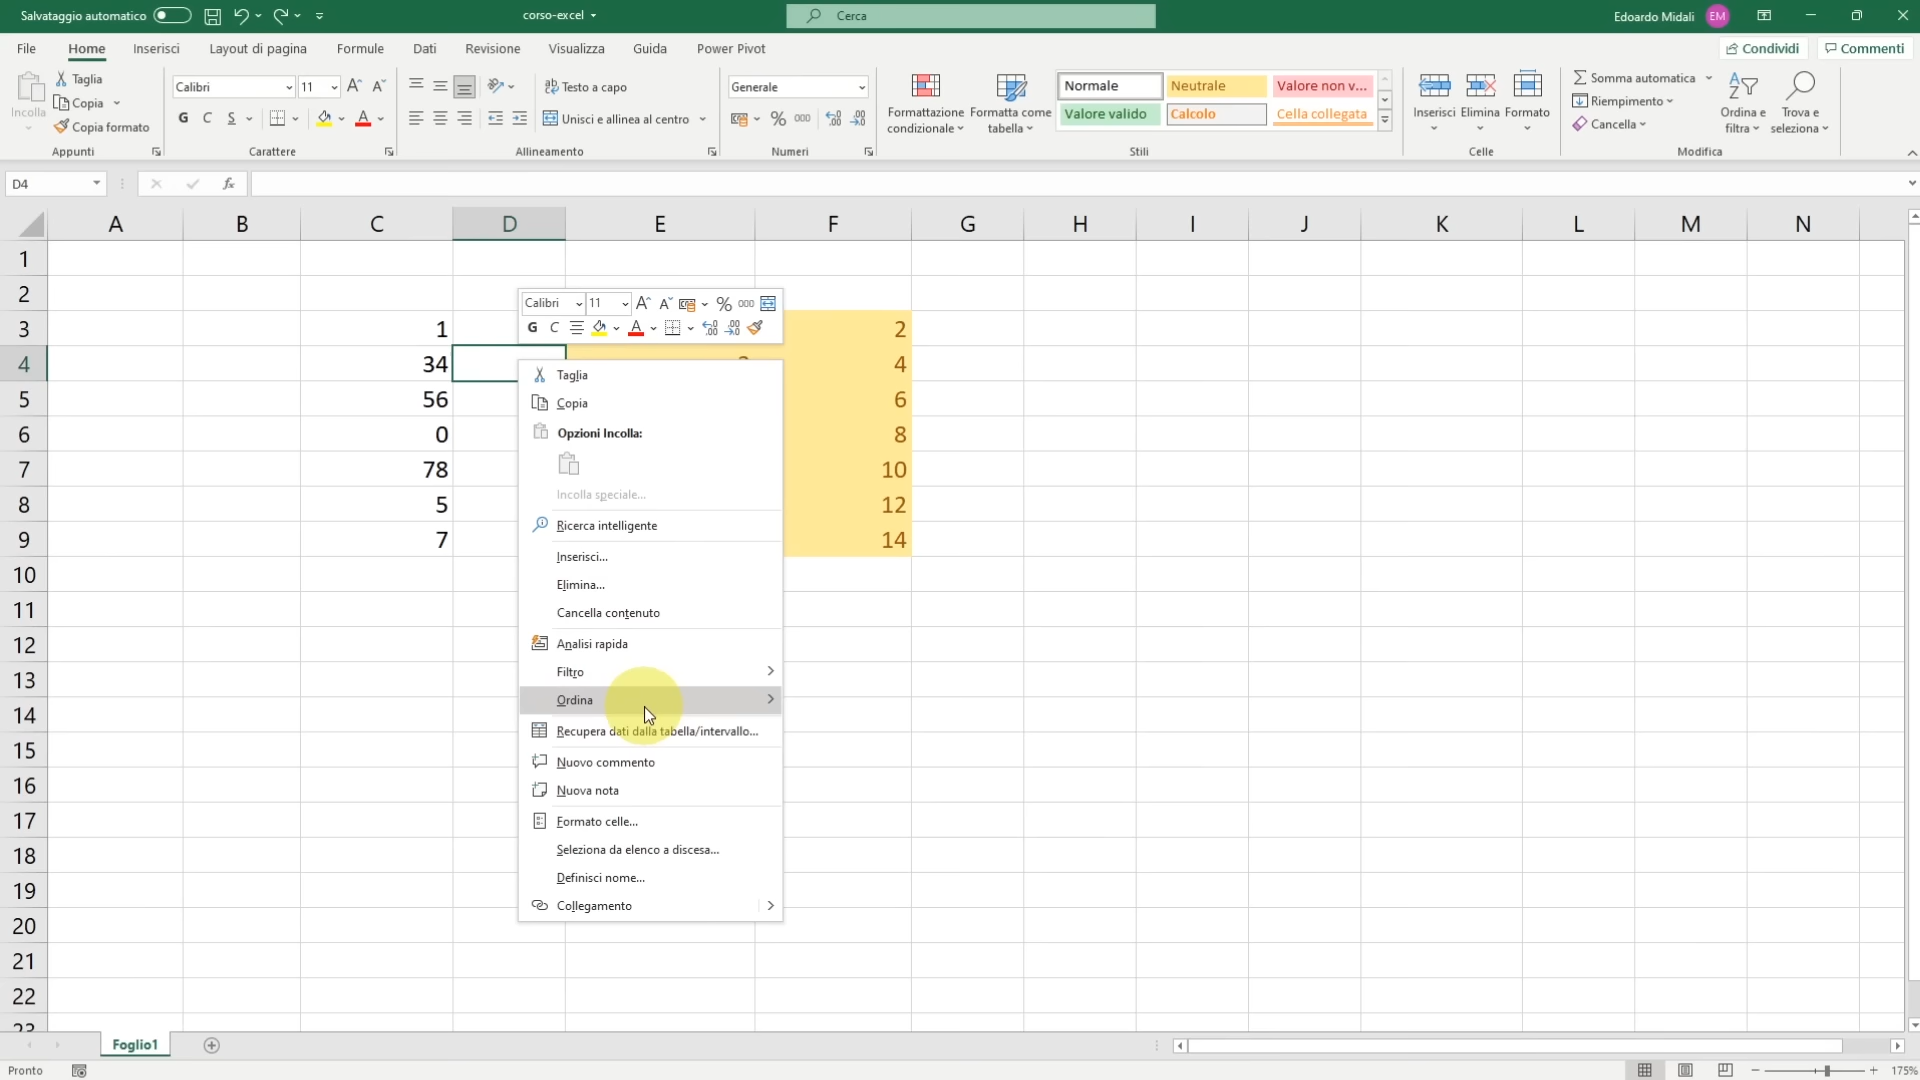 Salvataggio automatico
corso-excel
Cerca
Edoardo Midali
EM
File Home Inserisci Layout di pagina Formule Dati Revisione Visualizza Guida Power Pivot
Condividi
Commenti
Incolla
Taglia
Copia
Copia formato
Appunti
Calibri
11
G C S
Carattere
Testo a capo
Unisci e allinea al centro
Allineamento
Generale
% 000
Numeri
Formattazione condizionale
Formatta come tabella
Normale
Neutrale
Valore non v...
Valore valido
Calcolo
Cella collegata
Stili
Inserisci
Elimina
Formato
Celle
Somma automatica
Riempimento
Cancella
Ordina e filtra
Trova e seleziona
Modifica
D4
fx
A B C D E F G H I J K L M N
1
2
3 1 2
4 34 4
5 56 6
6 0 8
7 78 10
8 5 12
9 7 14
10
11
12
13
14
15
16
17
18
19
20
21
22
23
Calibri 11 % 000
G C
Taglia
Copia
Opzioni Incolla:
Incolla speciale...
Ricerca intelligente
Inserisci...
Elimina...
Cancella contenuto
Analisi rapida
Filtro
Ordina
Recupera dati dalla tabella/intervallo...
Nuovo commento
Nuova nota
Formato celle...
Seleziona da elenco a discesa...
Definisci nome...
Collegamento
Foglio1
Pronto
175%